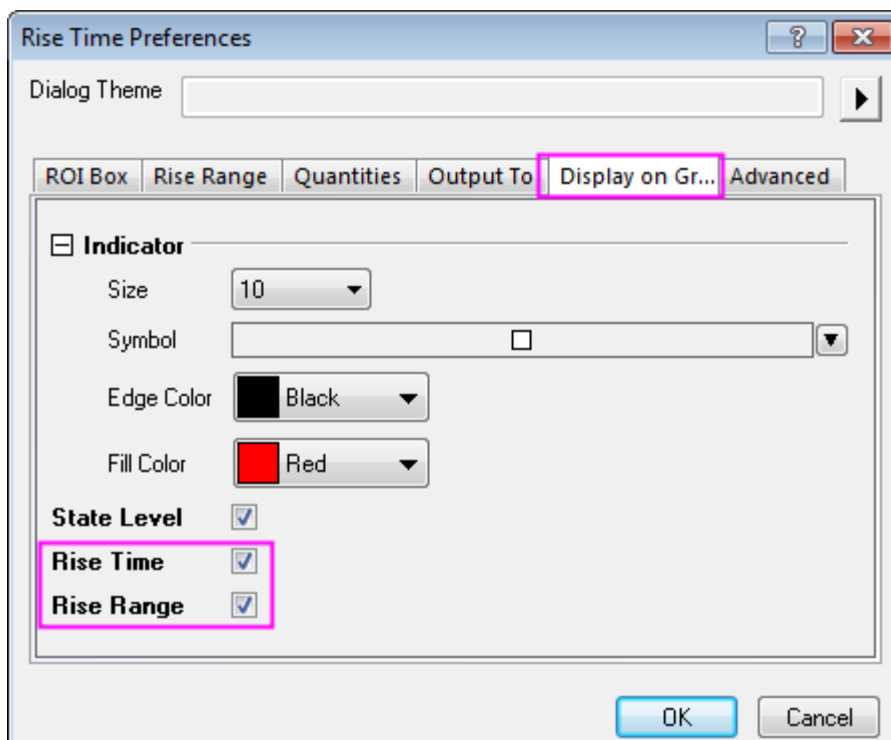 Rise Time Preferences
Dialog Theme
ROI Box Rise Range Quantities Output To Display on Gr... Advanced
Indicator
Size 10
Symbol
Edge Color Black
Fill Color Red
State Level
Rise Time
Rise Range
OK Cancel